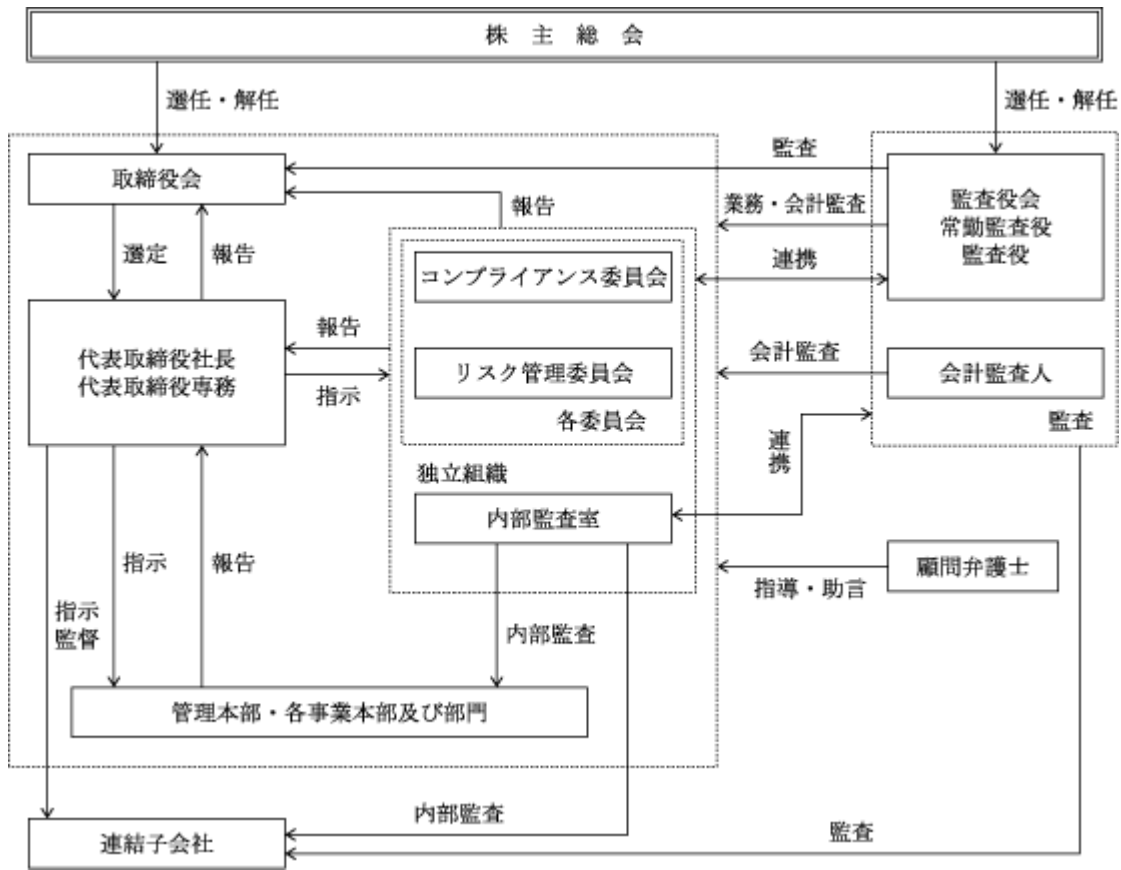 株主総会
選任・解任
選任・解任
取締役会
監査
監査役会
常勤監査役
監査役
報告
業務・会計監査
選定
報告
コンプライアンス委員会
連携
代表取締役社長
代表取締役専務
報告
指示
リスク管理委員会
各委員会
会計監査
会計監査人
監査
連携
独立組織
内部監査室
指示
報告
顧問弁護士
指導・助言
指示
監督
内部監査
管理本部・各事業本部及び部門
内部監査
監査
連結子会社